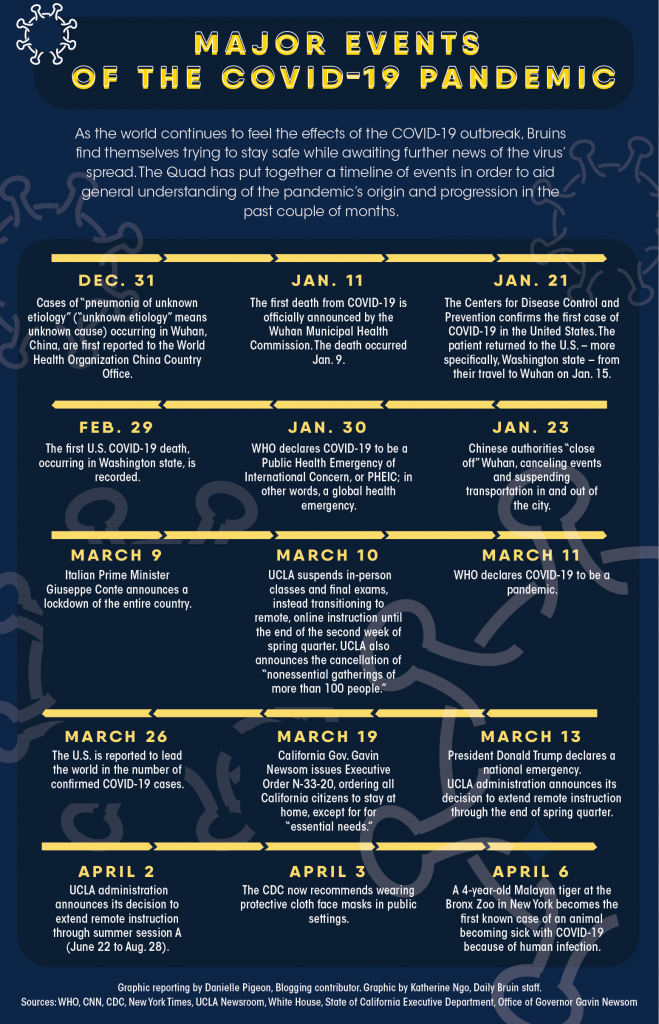 MAJOR EVENTS
OF THE COVID-19 PANDEMIC
As the world continues to feel the effects of the COVID-19 outbreak, Bruins
find themselves trying to stay safe while awaiting further news of the virus'
spread. The Quad has put together a timeline of events in order to aid
general understanding of the pandemic's origin and progression in the
past couple of months.
DEC. 31
Cases of "pneumonia of unknown
etiology" ("unknown etiology" means
unknown cause) occurring in Wuhan,
China, are first reported to the World
Health Organization China Country
Office.
JAN. 11
The first death from COVID-19 is
officially announced by the
Wuhan Municipal Health
Commission. The death occurred
Jan. 9.
JAN. 21
The Centers for Disease Control and
Prevention confirms the first case of
COVID-19 in the United States. The
patient returned to the U.S. – more
specifically, Washington state – from
their travel to Wuhan on Jan. 15.
FEB. 29
The first U.S. COVID-19 death,
occurring in Washington state, is
recorded.
JAN. 30
WHO declares COVID-19 to be a
Public Health Emergency of
International Concern, or PHEIC; in
other words, a global health
emergency.
JAN. 23
Chinese authorities "close
off" Wuhan, canceling events
and suspending
transportation in and out of
the city.
MARCH 9
Italian Prime Minister
Giuseppe Conte announces a
lockdown of the entire country.
MARCH 10
UCLA suspends in-person
classes and final exams,
instead transitioning to
remote, online instruction until
the end of the second week of
spring quarter. UCLA also
announces the cancellation of
"nonessential gatherings of
more than 100 people."
MARCH 11
WHO declares COVID-19 to be a
pandemic.
MARCH 26
The U.S. is reported to lead
the world in the number of
confirmed COVID-19 cases.
MARCH 19
California Gov. Gavin
Newsom issues Executive
Order N-33-20, ordering all
California citizens to stay at
home, except for for
"essential needs."
MARCH 13
President Donald Trump declares a
national emergency.
UCLA administration announces its
decision to extend remote instruction
through the end of spring quarter.
APRIL 2
UCLA administration
announces its decision to
extend remote instruction
through summer session A
(June 22 to Aug. 28).
APRIL 3
The CDC now recommends wearing
protective cloth face masks in public
settings.
APRIL 6
A 4-year-old Malayan tiger at the
Bronx Zoo in New York becomes the
first known case of an animal
becoming sick with COVID-19
because of human infection.
Graphic reporting by Danielle Pigeon, Blogging contributor. Graphic by Katherine Ngo, Daily Bruin staff.
Sources: WHO, CNN, CDC, New York Times, UCLA Newsroom, White House, State of California Executive Department, Office of Governor Gavin Newsom